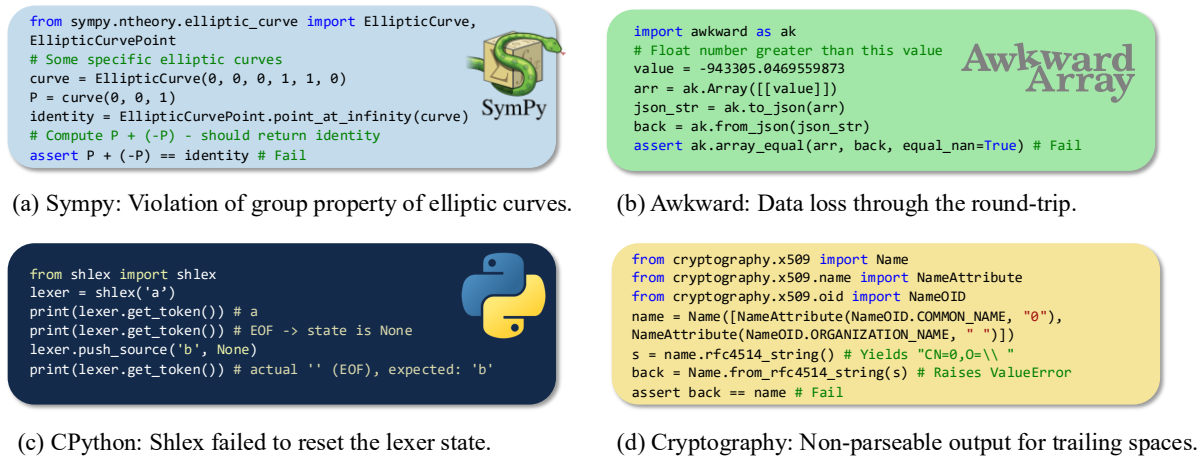 from sympy.ntheory.elliptic_curve import EllipticCurve,
EllipticCurvePoint
# Some specific elliptic curves
curve = EllipticCurve(0, 0, 0, 1, 1, 0)
P = curve(0, 0, 1)
identity = EllipticCurvePoint.point_at_infinity(curve)
# Compute P + (-P) - should return identity
assert P + (-P) == identity # Fail
SymPy
(a) Sympy: Violation of group property of elliptic curves.
import awkward as ak
# Float number greater than this value
value = -943305.0469559873
arr = ak.Array([[value]])
json_str = ak.to_json(arr)
back = ak.from_json(json_str)
assert ak.array_equal(arr, back, equal_nan=True) # Fail
Awkward
Array
(b) Awkward: Data loss through the round-trip.
from shlex import shlex
lexer = shlex('a’)
print(lexer.get_token()) # a
print(lexer.get_token()) # EOF -> state is None
lexer.push_source('b', None)
print(lexer.get_token()) # actual '' (EOF), expected: 'b'
(c) CPython: Shlex failed to reset the lexer state.
from cryptography.x509 import Name
from cryptography.x509.name import NameAttribute
from cryptography.x509.oid import NameOID
name = Name([NameAttribute(NameOID.COMMON_NAME, "0"),
NameAttribute(NameOID.ORGANIZATION_NAME, " ")])
s = name.rfc4514_string() # Yields "CN=0,O=\\ "
back = Name.from_rfc4514_string(s) # Raises ValueError
assert back == name # Fail
(d) Cryptography: Non-parseable output for trailing spaces.